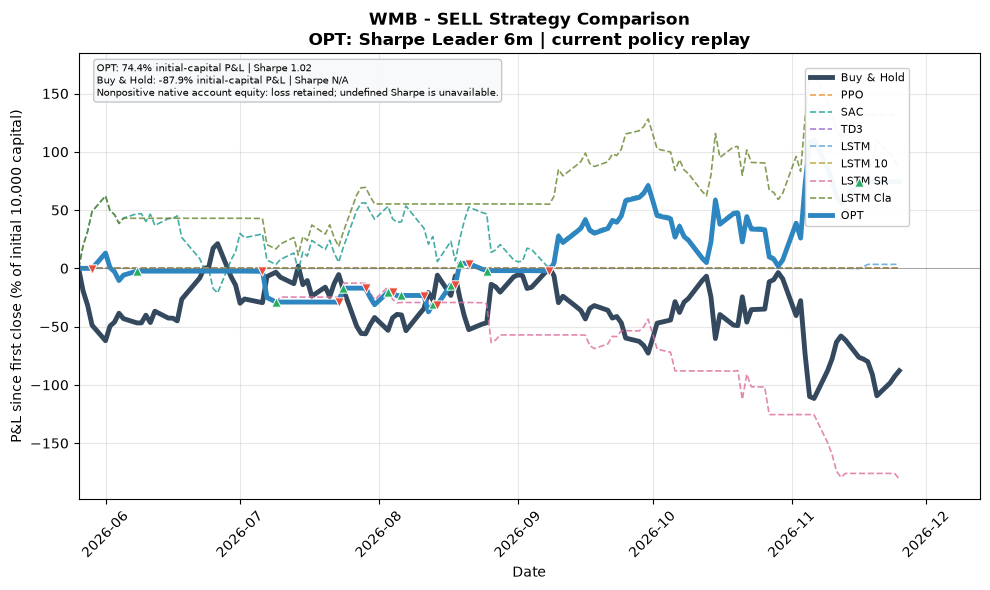 WMB - SELL Strategy Comparison
OPT: Sharpe Leader 6m | current policy replay
OPT: 74.4% initial-capital P&L | Sharpe 1.02
Buy & Hold: -87.9% initial-capital P&L | Sharpe N/A
Nonpositive native account equity: loss retained; undefined Sharpe is unavailable.
Buy & Hold
PPO
SAC
TD3
LSTM
LSTM 10
LSTM SR
LSTM Cla
OPT
P&L since first close (% of initial 10,000 capital)
150
100
50
0
−50
−100
−150
2026-06
2026-07
2026-08
2026-09
2026-10
2026-11
2026-12
Date